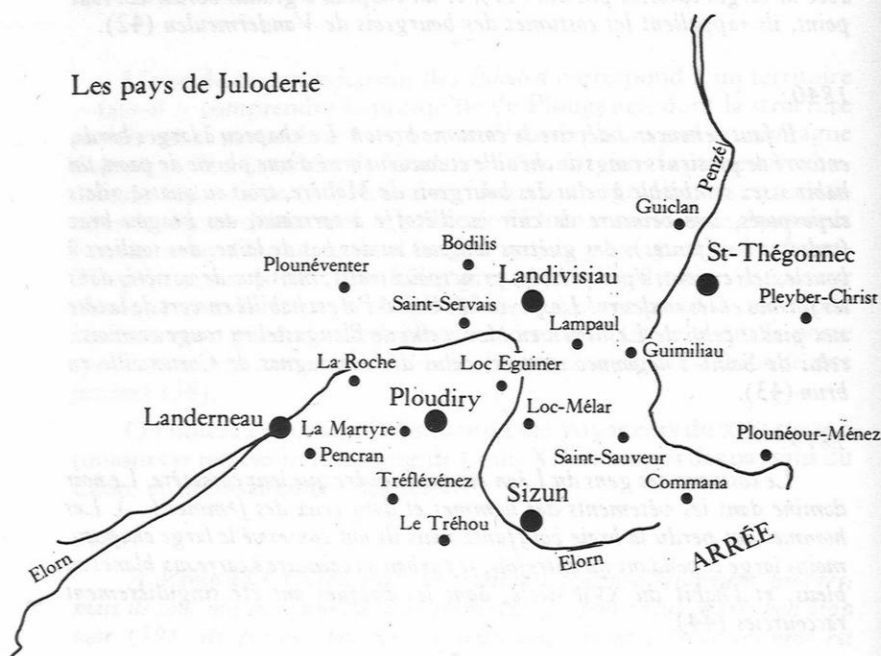 Les pays de Juloderie
Penzé
Guiclan
Bodilis
St-Thégonnec
Plounéventer
Landivisiau
Pleyber-Christ
Saint-Servais
Lampaul
Guimiliau
La Roche
Loc Eguiner
Ploudiry
Landerneau
La Martyre
Loc-Mélar
Pencran
Saint-Sauveur
Plounéour-Ménez
Tréflévénez
Sizun
Commana
Le Tréhou
ARRÉE
Elorn
Elorn